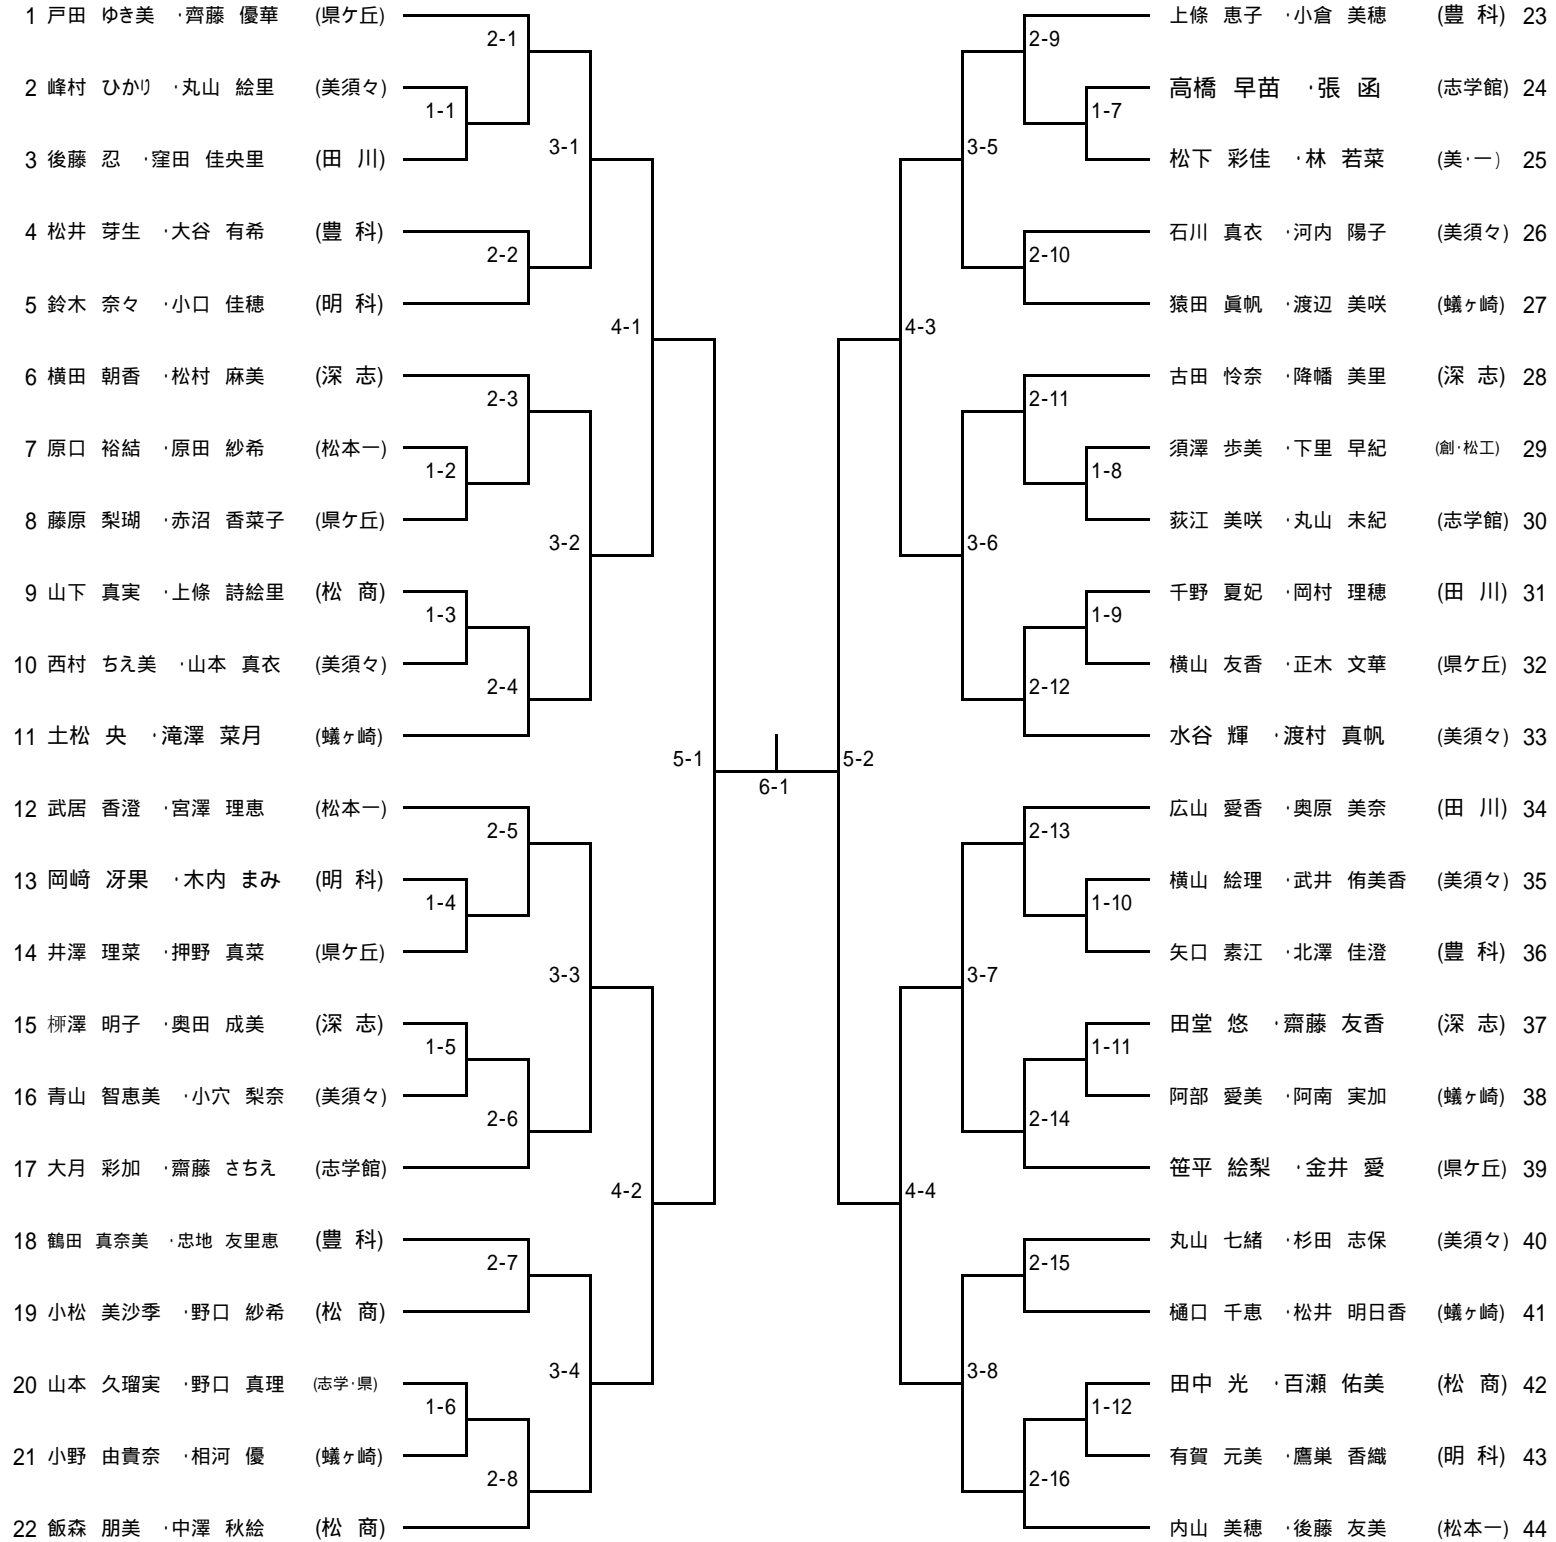 1 戸田 ゆき美 ・齊藤 優華 (県ケ丘)
2 峰村 ひかり ・丸山 絵里 (美須々)
3 後藤 忍 ・窪田 佳央里 (田 川)
4 松井 芽生 ・大谷 有希 (豊 科)
5 鈴木 奈々 ・小口 佳穂 (明 科)
6 横田 朝香 ・松村 麻美 (深 志)
7 原口 裕結 ・原田 紗希 (松本一)
8 藤原 梨瑚 ・赤沼 香菜子 (県ケ丘)
9 山下 真実 ・上條 詩絵里 (松 商)
10 西村 ちえ美 ・山本 真衣 (美須々)
11 土松 央 ・滝澤 菜月 (蟻ヶ崎)
12 武居 香澄 ・宮澤 理恵 (松本一)
13 岡﨑 冴果 ・木内 まみ (明 科)
14 井澤 理菜 ・押野 真菜 (県ケ丘)
15 栁澤 明子 ・奥田 成美 (深 志)
16 青山 智恵美 ・小穴 梨奈 (美須々)
17 大月 彩加 ・齋藤 さちえ (志学館)
18 鶴田 真奈美 ・忠地 友里恵 (豊 科)
19 小松 美沙季 ・野口 紗希 (松 商)
20 山本 久瑠実 ・野口 真理 (志学・県)
21 小野 由貴奈 ・相河 優 (蟻ヶ崎)
22 飯森 朋美 ・中澤 秋絵 (松 商)
2-1
1-1
3-1
2-2
4-1
2-3
1-2
3-2
1-3
2-4
5-1
2-5
1-4
3-3
1-5
2-6
4-2
2-7
3-4
1-6
2-8
6-1
2-9
1-7
3-5
2-10
4-3
2-11
1-8
3-6
1-9
2-12
5-2
2-13
1-10
3-7
1-11
2-14
4-4
2-15
3-8
1-12
2-16
上條 恵子 ・小倉 美穂 (豊 科) 23
高橋 早苗 ・張 函 (志学館) 24
松下 彩佳 ・林 若菜 (美・一) 25
石川 真衣 ・河内 陽子 (美須々) 26
猿田 眞帆 ・渡辺 美咲 (蟻ヶ崎) 27
古田 怜奈 ・降幡 美里 (深 志) 28
須澤 歩美 ・下里 早紀 (創・松工) 29
荻江 美咲 ・丸山 未紀 (志学館) 30
千野 夏妃 ・岡村 理穂 (田 川) 31
横山 友香 ・正木 文華 (県ケ丘) 32
水谷 輝 ・渡村 真帆 (美須々) 33
広山 愛香 ・奥原 美奈 (田 川) 34
横山 絵理 ・武井 侑美香 (美須々) 35
矢口 素江 ・北澤 佳澄 (豊 科) 36
田堂 悠 ・齋藤 友香 (深 志) 37
阿部 愛美 ・阿南 実加 (蟻ヶ崎) 38
笹平 絵梨 ・金井 愛 (県ケ丘) 39
丸山 七緒 ・杉田 志保 (美須々) 40
樋口 千恵 ・松井 明日香 (蟻ヶ崎) 41
田中 光 ・百瀬 佑美 (松 商) 42
有賀 元美 ・鷹巣 香織 (明 科) 43
内山 美穂 ・後藤 友美 (松本一) 44